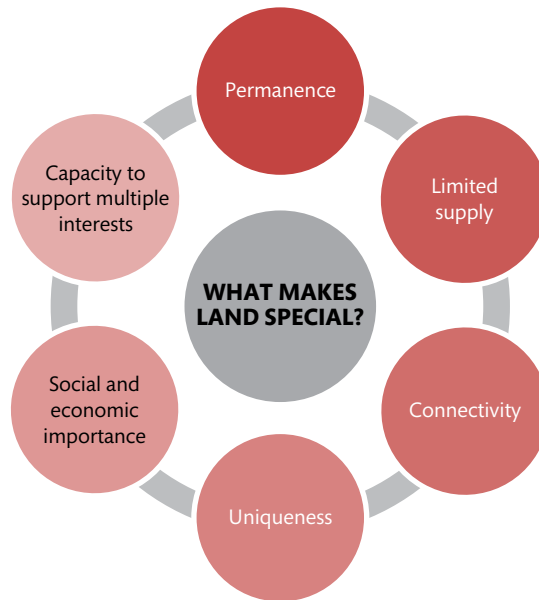 Permanence
Limited
supply
Connectivity
Uniqueness
Social and
economic
importance
Capacity to
support multiple
interests
WHAT MAKES
LAND SPECIAL?